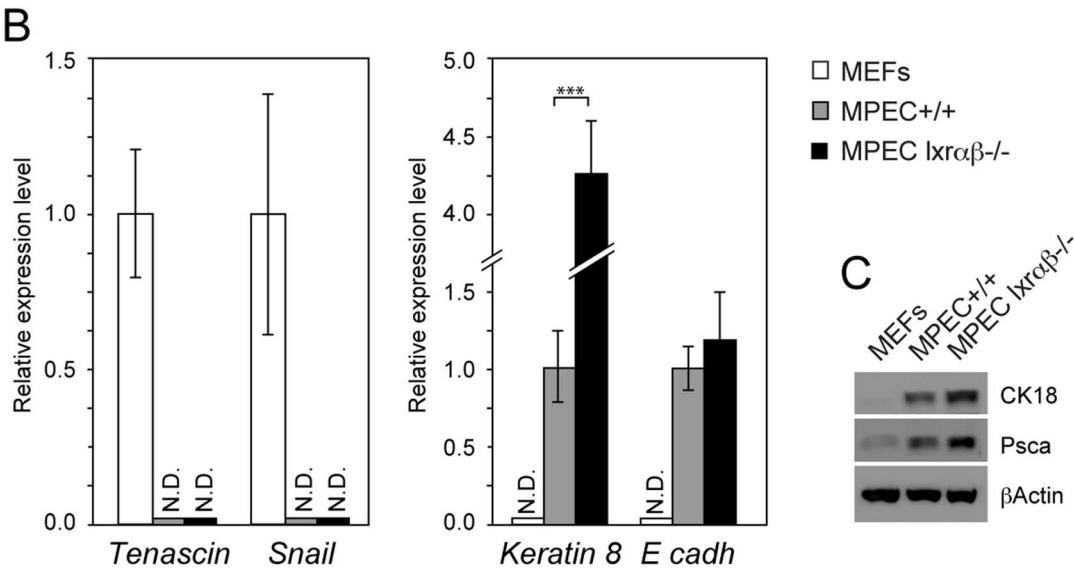 B
1.5
1.0
0.5
0.0
Relative expression level
N.D.
N.D.
N.D.
N.D.
Tenascin
Snail
5.0
4.5
4.0
1.5
1.0
0.5
0.0
Relative expression level
***
N.D.
N.D.
Keratin 8
E cadh
MEFs
MPEC+/+
MPEC lxrαβ-/-
C
MEFs
MPEC+/+
MPEC lxrαβ-/-
CK18
Psca
βActin